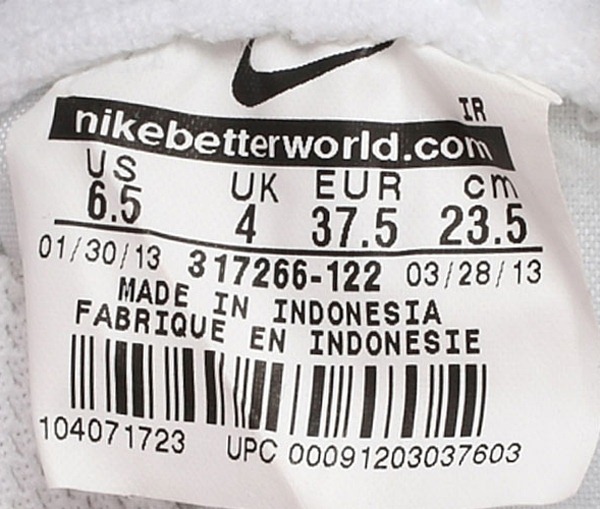 IR
nikebetterworld.com
US UK EUR cm
6.5 4 37.5 23.5
01/30/13 317266-122 03/28/13
MADE IN INDONESIA
FABRIQUE EN INDONESIE
104071723 UPC 00091203037603